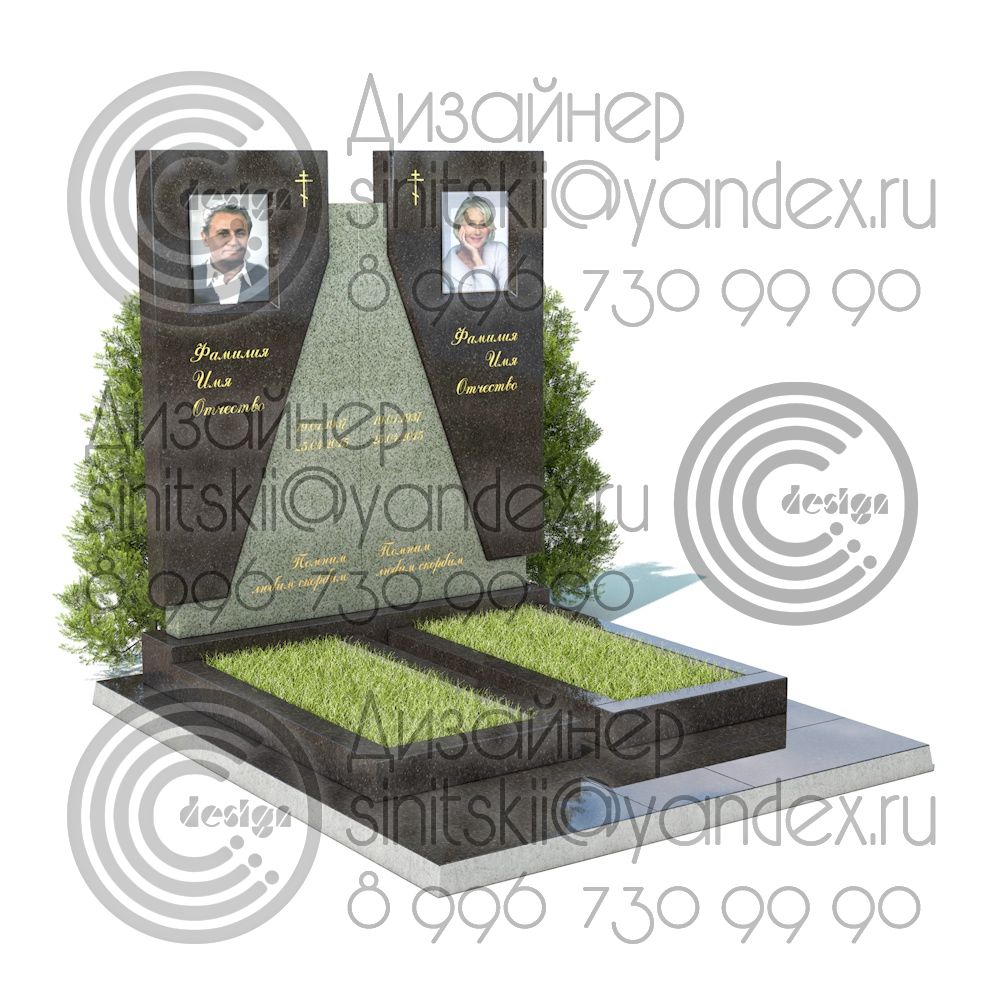 Дизайнер
sinitskii@yandex.ru
8 996 730 99 90
design
Фамилия
Имя
Отчество
Фамилия
Имя
Отчество
Дизайнер
sinitskii@yandex.ru
8 996 730 99 90
design
Помним
любим скорбим
Помним
любим скорбим
Дизайнер
sinitskii@yandex.ru
8 996 730 99 90
design